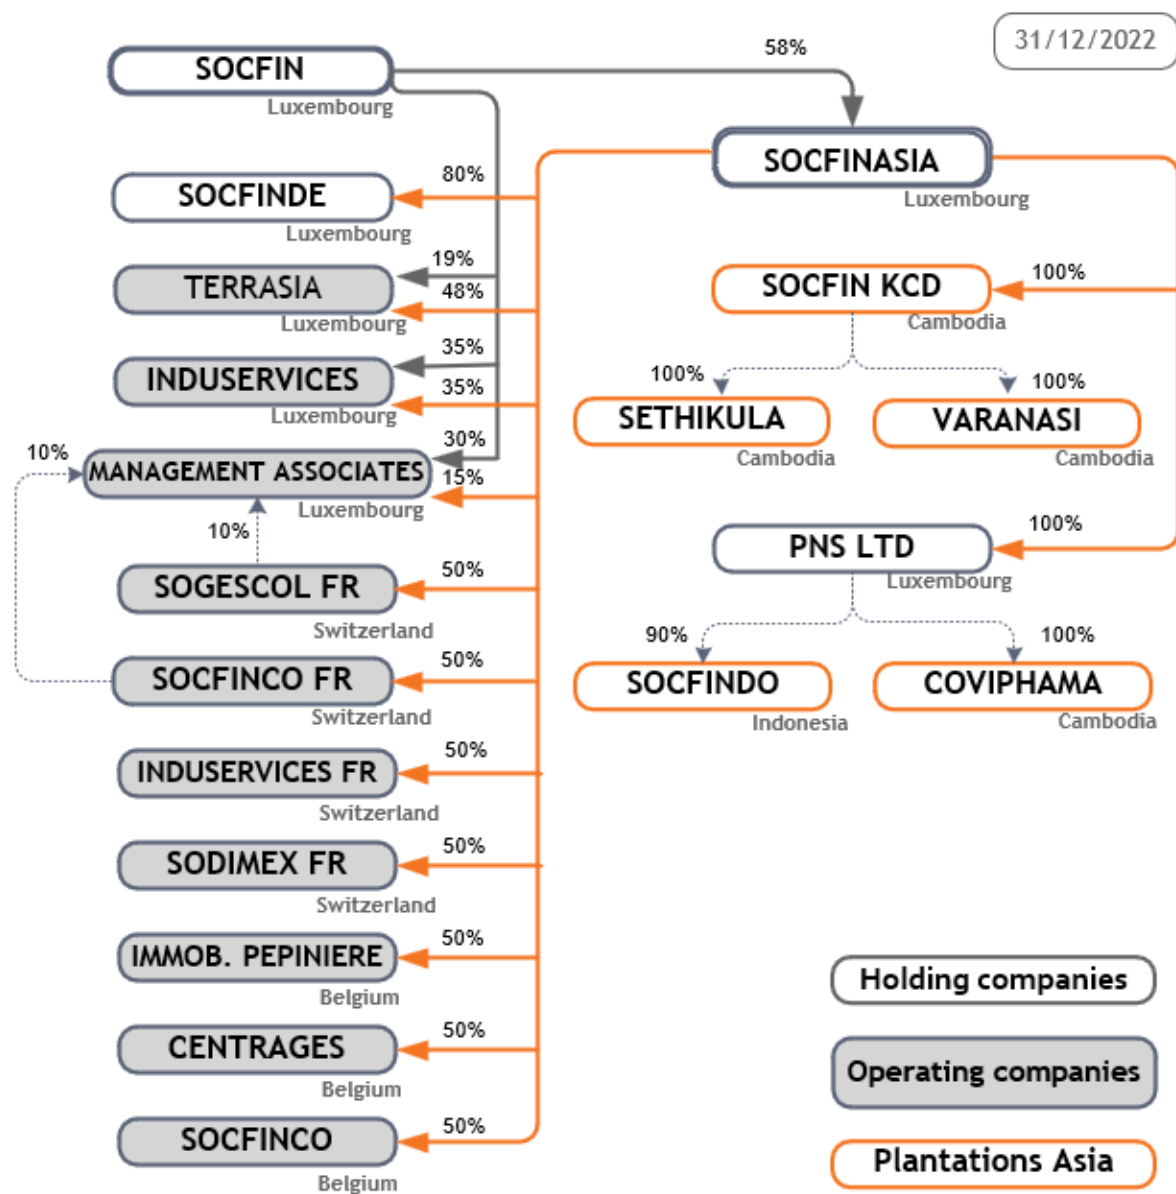 31/12/2022
58%
SOCFIN
Luxembourg
SOCFINASIA
Luxembourg
80%
SOCFINDE
Luxembourg
19%
TERRASIA
48%
Luxembourg
100%
SOCFIN KCD
Cambodia
35%
INDUSERVICES
35%
Luxembourg
100%
SETHIKULA
Cambodia
100%
VARANASI
Cambodia
10%
30%
MANAGEMENT ASSOCIATES
15%
Luxembourg
10%
100%
PNS LTD
Luxembourg
50%
SOGESCOL FR
Switzerland
90%
SOCFINDO
Indonesia
100%
COVIPHAMA
Cambodia
50%
SOCFINCO FR
Switzerland
50%
INDUSERVICES FR
Switzerland
50%
SODIMEX FR
Switzerland
50%
IMMOB. PEPINIERE
Belgium
50%
CENTRAGES
Belgium
50%
SOCFINCO
Belgium
Holding companies
Operating companies
Plantations Asia